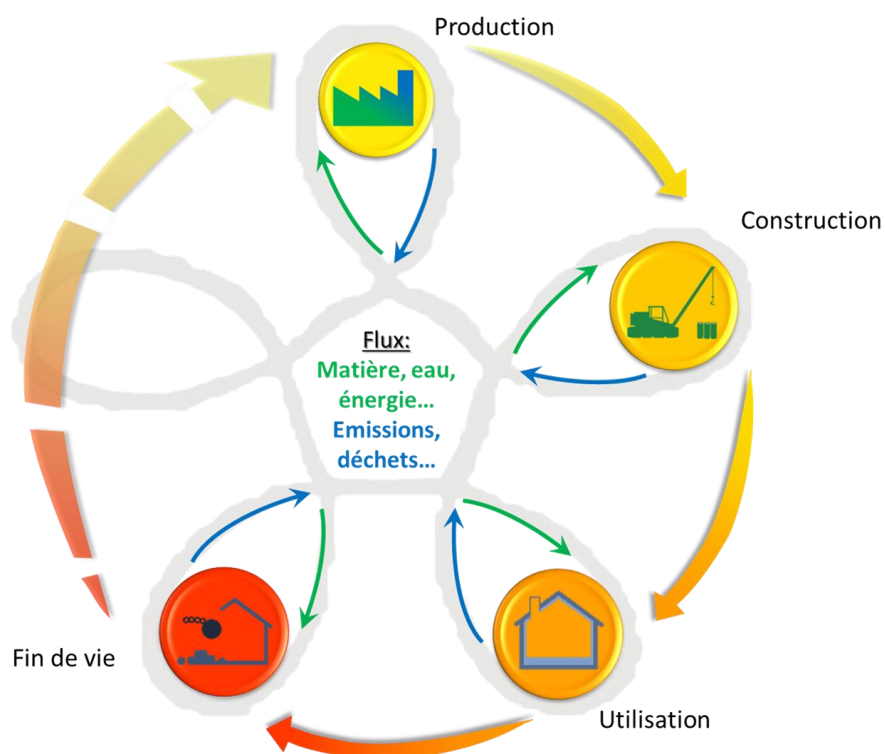 Production
Construction
Flux:
Matière, eau,
énergie...
Emissions,
déchets...
Fin de vie
Utilisation